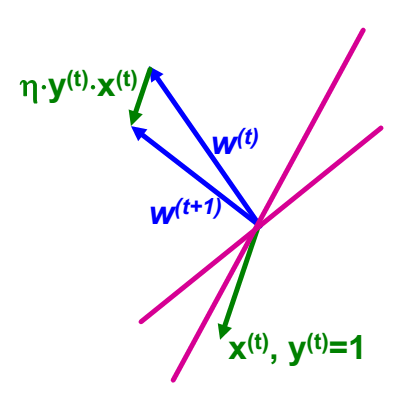 η·y(t)·x(t)
w(t)
w(t+1)
x(t), y(t)=1